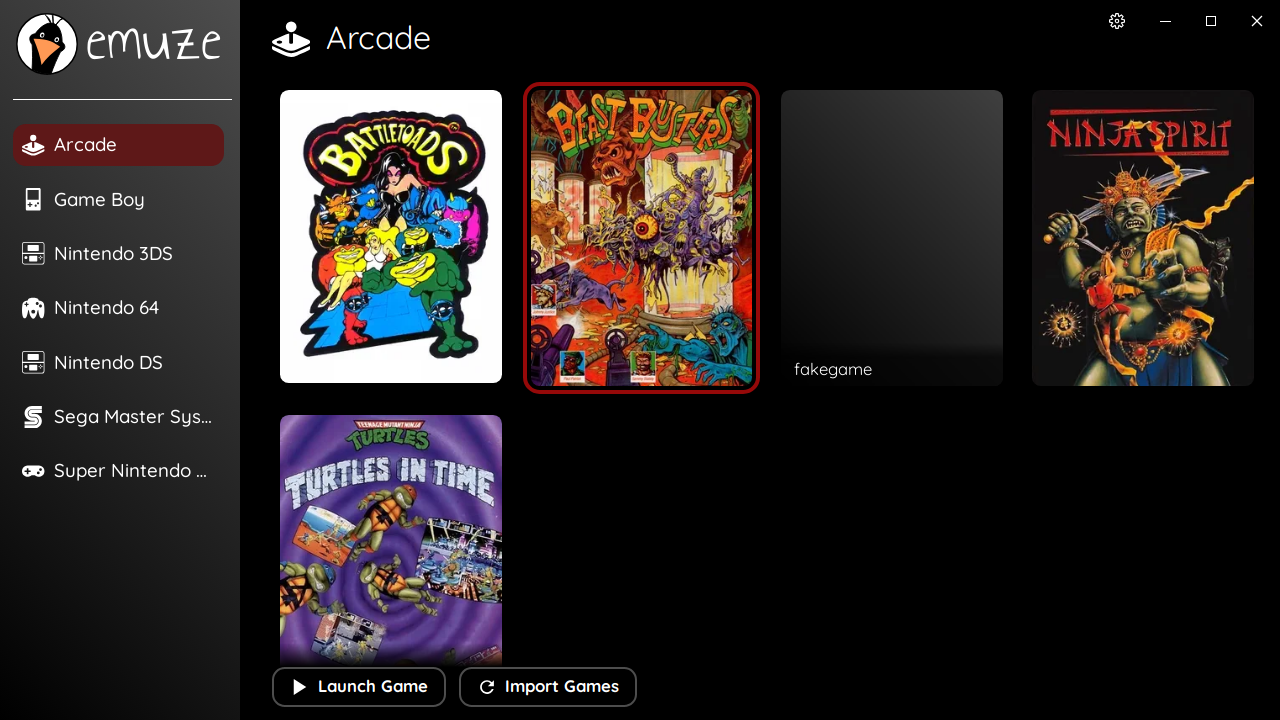 emuze
Arcade
Arcade
Game Boy
Nintendo 3DS
Nintendo 64
Nintendo DS
Sega Master Sys...
Super Nintendo ...
BATTLETOADS
BEAST BUSTERS
fakegame
NINJA SPIRIT
TEENAGE MUTANT NINJA
TURTLES
TURTLES IN TIME
Launch Game
Import Games